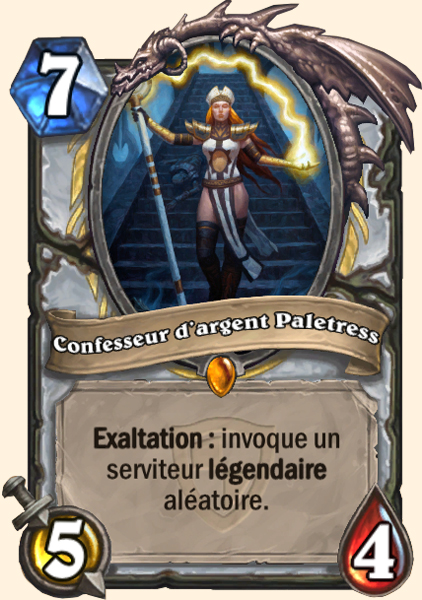 7
Confesseur d'argent Paletress
Exaltation : invoque un
serviteur légendaire
aléatoire.
5
4